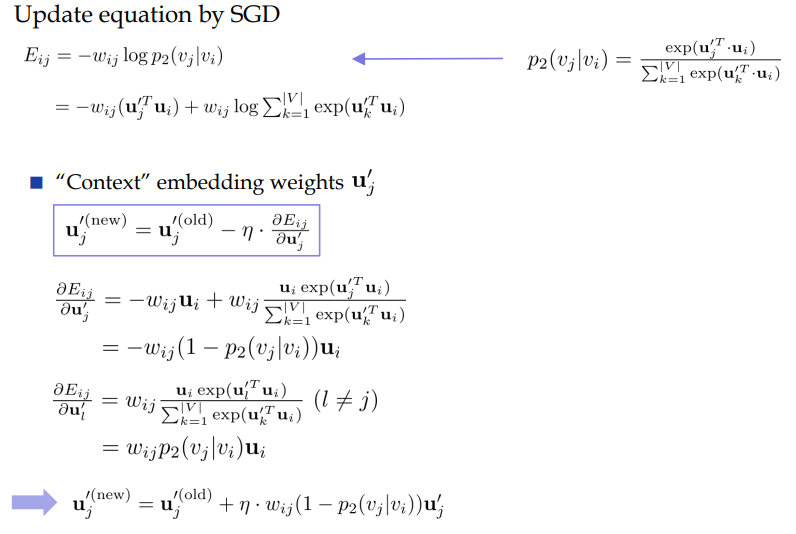 Update equation by SGD
$E_{ij} = -w_{ij} \log p_2(v_j|v_i)$
$p_2(v_j|v_i) = \frac{\exp(\mathbf{u}_j'^T \cdot \mathbf{u}_i)}{\sum_{k=1}^{|V|} \exp(\mathbf{u}_k'^T \cdot \mathbf{u}_i)}$
$= -w_{ij}(\mathbf{u}_j'^T \mathbf{u}_i) + w_{ij} \log \sum_{k=1}^{|V|} \exp(\mathbf{u}_k'^T \mathbf{u}_i)$
■ “Context” embedding weights $\mathbf{u}_j'$
$\mathbf{u}_j'^{(\text{new})} = \mathbf{u}_j'^{(\text{old})} - \eta \cdot \frac{\partial E_{ij}}{\partial \mathbf{u}_j'}$
$\frac{\partial E_{ij}}{\partial \mathbf{u}_j'} = -w_{ij} \mathbf{u}_i + w_{ij} \frac{\mathbf{u}_i \exp(\mathbf{u}_j'^T \mathbf{u}_i)}{\sum_{k=1}^{|V|} \exp(\mathbf{u}_k'^T \mathbf{u}_i)}$
$= -w_{ij}(1 - p_2(v_j|v_i))\mathbf{u}_i$
$\frac{\partial E_{ij}}{\partial \mathbf{u}_l'} = w_{ij} \frac{\mathbf{u}_i \exp(\mathbf{u}_l'^T \mathbf{u}_i)}{\sum_{k=1}^{|V|} \exp(\mathbf{u}_k'^T \mathbf{u}_i)} \ (l \neq j)$
$= w_{ij} p_2(v_j|v_i)\mathbf{u}_i$
$\mathbf{u}_j'^{(\text{new})} = \mathbf{u}_j'^{(\text{old})} + \eta \cdot w_{ij}(1 - p_2(v_j|v_i))\mathbf{u}_j'$